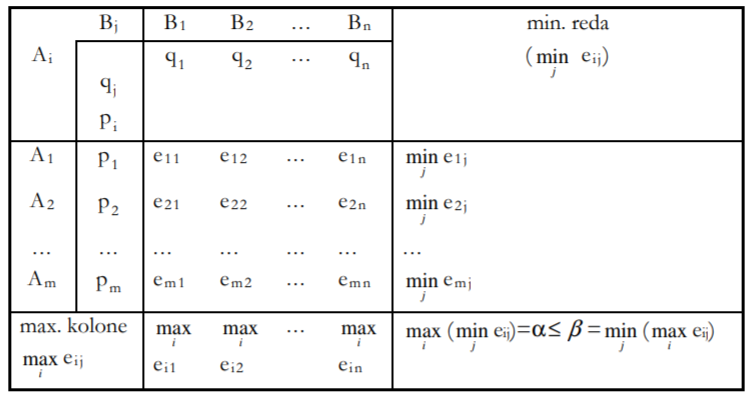 Bj B1 B2 ... Bn min. reda
Ai q1 q2 ... qn (min j eij)
qj
pi
A1 p1 e11 e12 ... e1n min j e1j
A2 p2 e21 e22 ... e2n min j e2j
... ... ... ... ... ... ...
Am pm em1 em2 ... emn min j emj
max. kolone max i max i ... max i max i (min j eij)=α≤ β=min j (max i eij)
max i eij ei1 ei2 ein